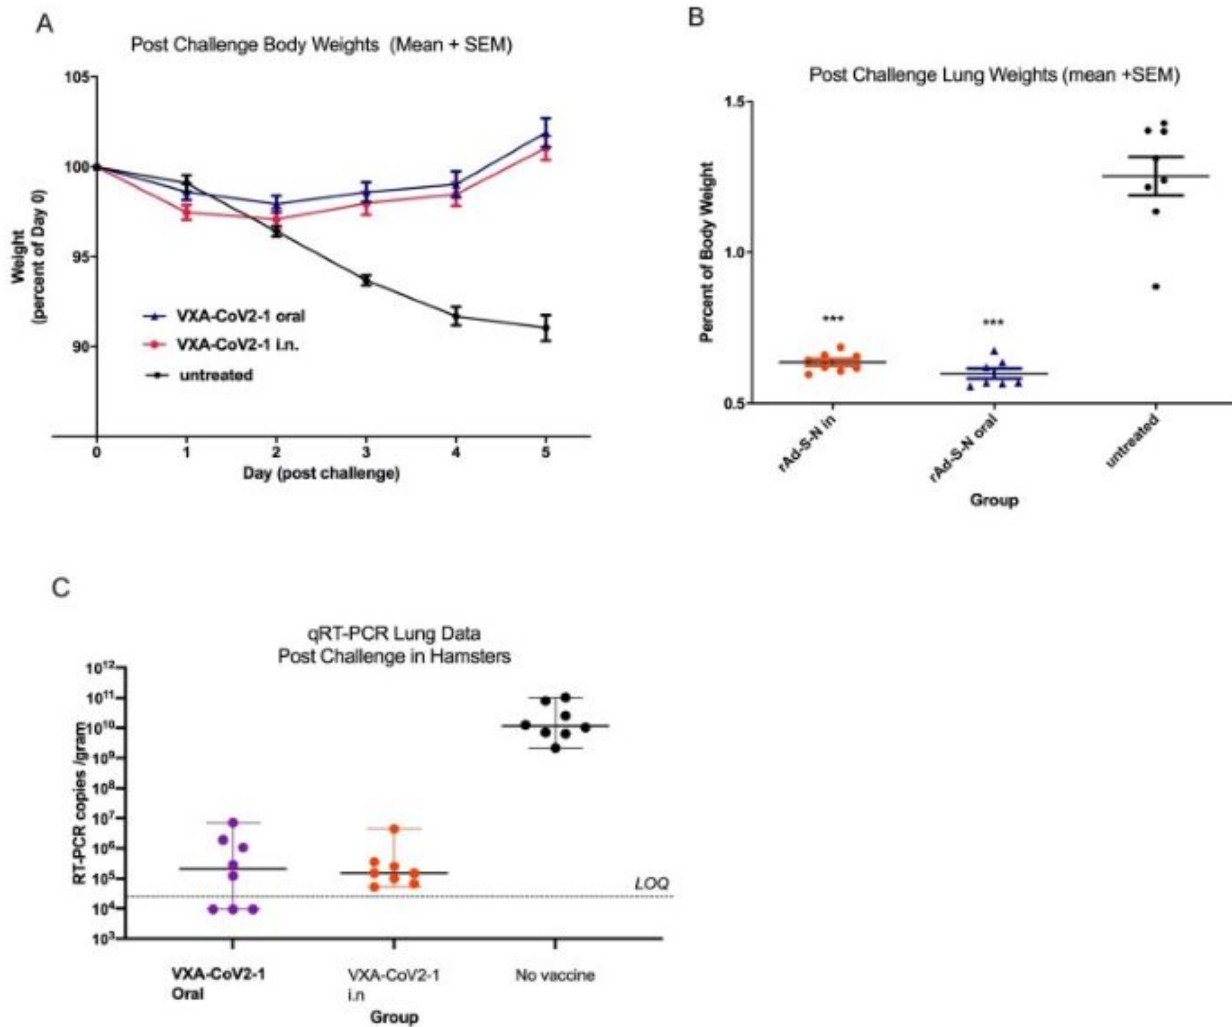 A
Post Challenge Body Weights (Mean + SEM)
105
100
95
90
Weight
(percent of Day 0)
VXA-CoV2-1 oral
VXA-CoV2-1 i.n.
untreated
0 1 2 3 4 5
Day (post challenge)
B
Post Challenge Lung Weights (mean +SEM)
1.5
1.0
0.5
Percent of Body Weight
*** ***
rAd-S-N in
rAd-S-N oral
untreated
Group
C
qRT-PCR Lung Data
Post Challenge in Hamsters
10¹²
10¹¹
10¹⁰
10⁹
10⁸
10⁷
10⁶
10⁵
10⁴
10³
RT-PCR copies /gram
LOQ
VXA-CoV2-1
Oral
VXA-CoV2-1
i.n
No vaccine
Group